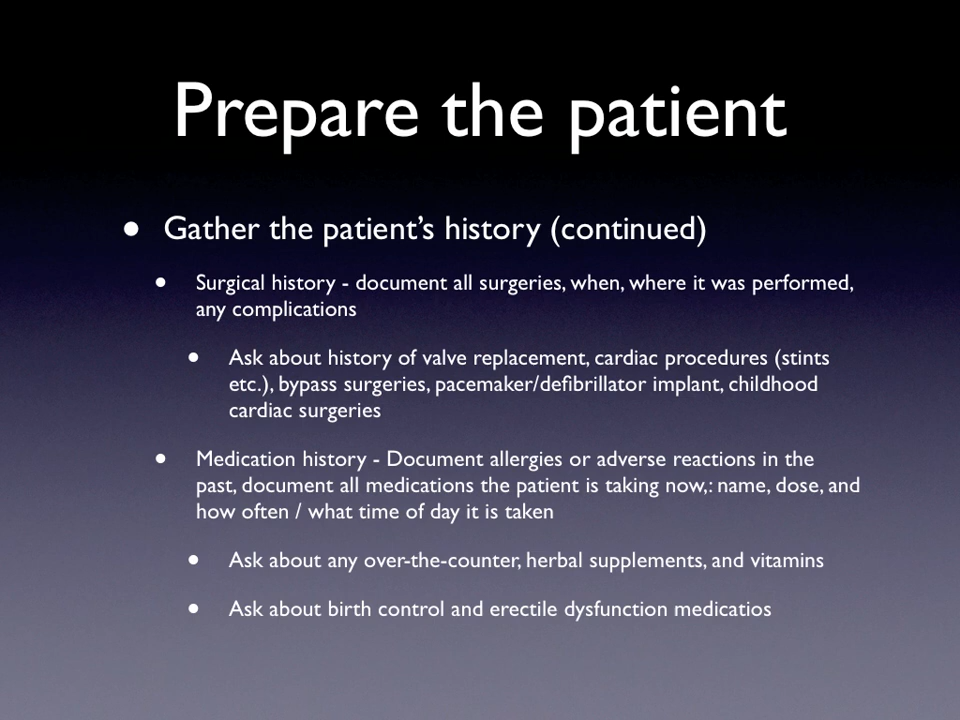 Prepare the patient
• Gather the patient’s history (continued)
• Surgical history - document all surgeries, when, where it was performed,
any complications
• Ask about history of valve replacement, cardiac procedures (stints
etc.), bypass surgeries, pacemaker/defibrillator implant, childhood
cardiac surgeries
• Medication history - Document allergies or adverse reactions in the
past, document all medications the patient is taking now,: name, dose, and
how often / what time of day it is taken
• Ask about any over-the-counter, herbal supplements, and vitamins
• Ask about birth control and erectile dysfunction medicatios